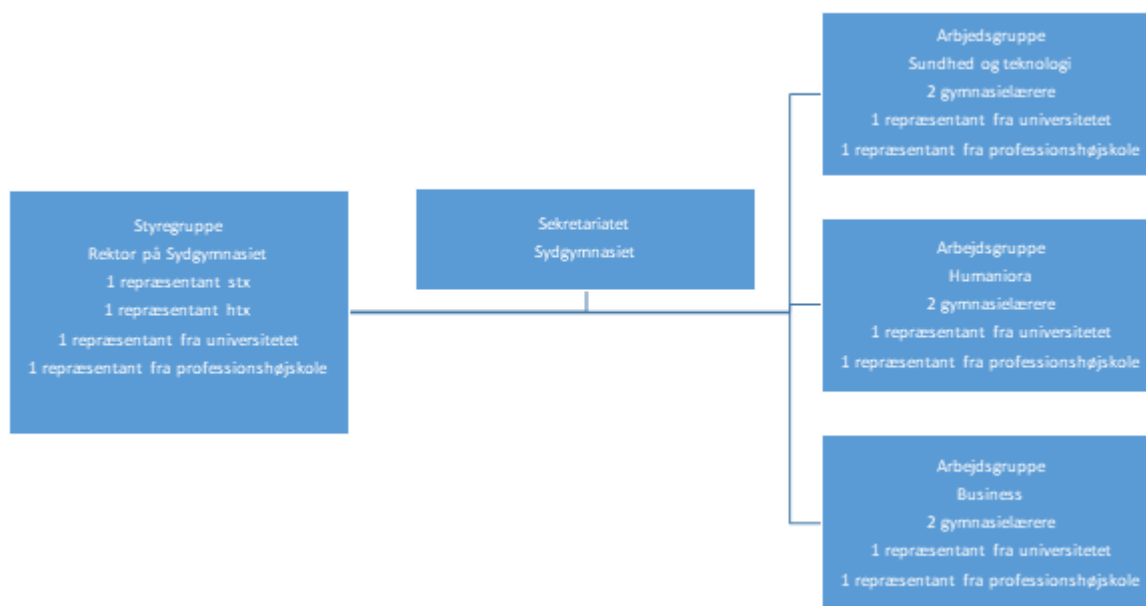 Styregruppe
Rektor på Sydgymnasiet
1 repræsentant stx
1 repræsentant htx
1 repræsentant fra universitetet
1 repræsentant fra professionshøjskole
Sekretariatet
Sydgymnasiet
Arbjedsgruppe
Sundhed og teknologi
2 gymnasielærere
1 repræsentant fra universitetet
1 repræsentant fra professionshøjskole
Arbejdsgruppe
Humaniora
2 gymnasielærere
1 repræsentant fra universitetet
1 repræsentant fra professionshøjskole
Arbejdsgruppe
Business
2 gymnasielærere
1 repræsentant fra universitetet
1 repræsentant fra professionshøjskole